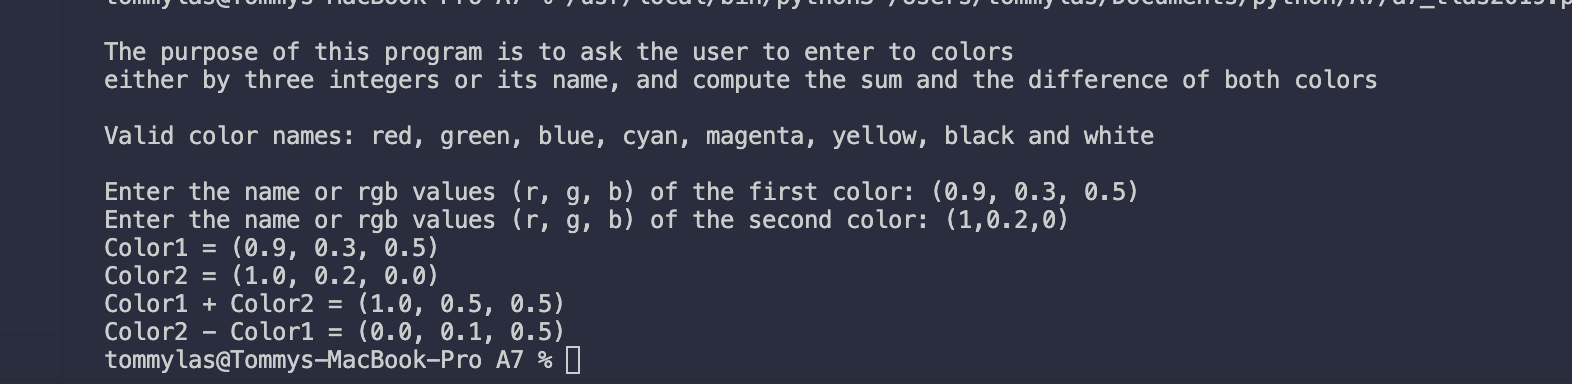 The purpose of this program is to ask the user to enter to colors
either by three integers or its name, and compute the sum and the difference of both colors
Valid color names: red, green, blue, cyan, magenta, yellow, black and white
Enter the name or rgb values (r, g, b) of the first color: (0.9, 0.3, 0.5)
Enter the name or rgb values (r, g, b) of the second color: (1,0.2,0)
Color1 = (0.9, 0.3, 0.5)
Color2 = (1.0, 0.2, 0.0)
Color1 + Color2 = (1.0, 0.5, 0.5)
Color2 - Color1 = (0.0, 0.1, 0.5)
tommylas@Tommys-MacBook-Pro A7 %